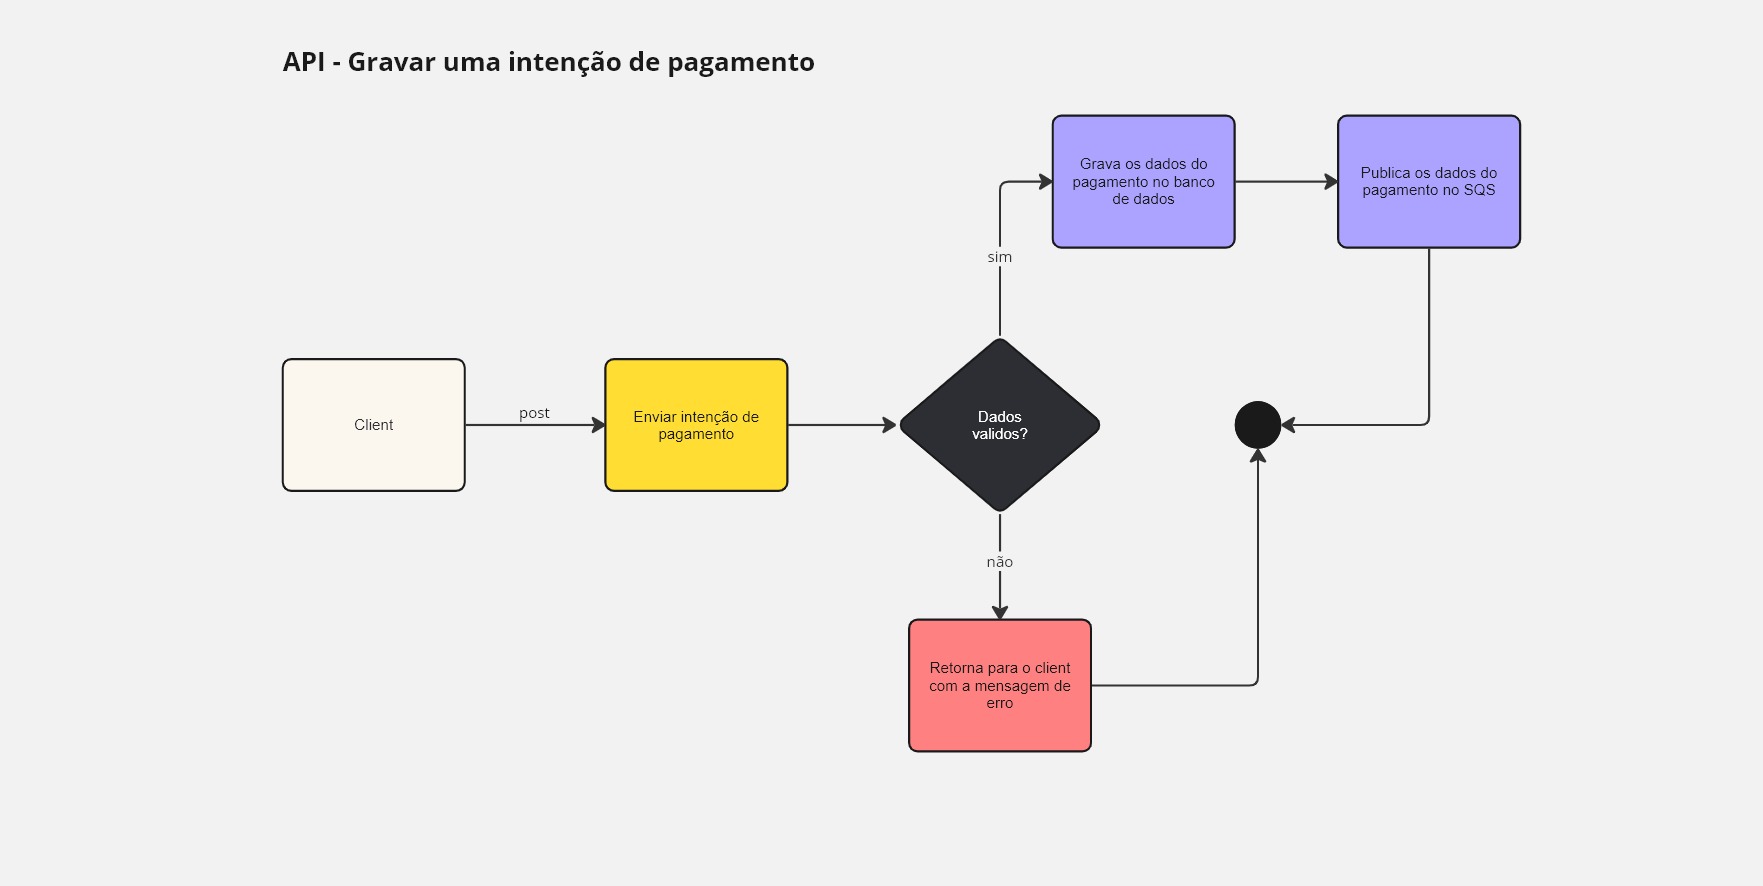 API - Gravar uma intenção de pagamento
Grava os dados do
pagamento no banco
de dados
Publica os dados do
pagamento no SQS
sim
Client
post
Enviar intenção de
pagamento
Dados
validos?
não
Retorna para o client
com a mensagem de
erro